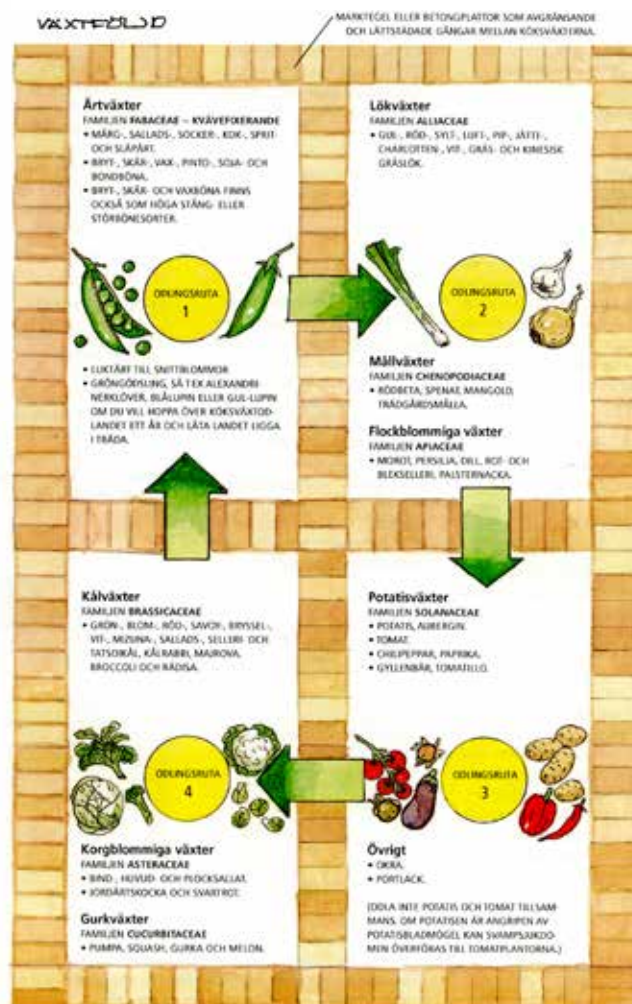 VÄXTFÖLJD
MARKTEGEL ELLER BETONGPLATTOR SOM AVGRÄNSANDE
OCH LÄTTSTÄDADE GÅNGAR MELLAN KÖKSVÄXTERNA.
Ärtväxter
FAMILJEN FABACEAE – KVÄVEFIXERANDE
• MÄRG-, SALLADS-, SOCKER-, KOK-, SPRIT-
OCH SLÄPÄRT.
• BRYT-, SKÄR-, VAX-, PINTO-, SOJA- OCH
BONDBÖNA.
• BRYT-, SKÄR- OCH VAXBÖNA FINNS
OCKSÅ SOM HÖGA STÅNG- ELLER
STÖRBÖNESORTER.
ODLINGSRUTA
1
• LUKTÄRT TILL SNITTBLOMMOR
• GRÖNGÖDSLING, SÅ T EX ALEXANDRI-
NERKLÖVER, BLÅLUPIN ELLER GUL-LUPIN
OM DU VILL HOPPA ÖVER KÖKSVÄXTOD-
LANDET ETT ÅR OCH LÅTA LANDET LIGGA
I TRÄDA.
Lökväxter
FAMILJEN ALLIACEAE
• GUL-, RÖD-, SYLT-, LUFT-, PIP-, JÄTTE-,
CHARLOTTEN-, VIT-, GRÄS- OCH KINESISK
GRÄSLÖK.
ODLINGSRUTA
2
Mållväxter
FAMILJEN CHENOPODIACEAE
• RÖDBETA, SPENAT, MANGOLD,
TRÄDGÅRDSMÅLLA.
Flockblommiga växter
FAMILJEN APIACEAE
• MOROT, PERSILJA, DILL, ROT- OCH
BLEKSELLERI, PALSTERNACKA.
Kålväxter
FAMILJEN BRASSICACEAE
• GRÖN-, BLOM-, RÖD-, SAVOY-, BRYSSEL-,
VIT-, MIZUNA-, SALLADS-, SELLERI- OCH
TATSOIKÅL, KÅLRABBI, MAJROVA,
BROCCOLI OCH RÄDISA.
ODLINGSRUTA
4
Korgblommiga växter
FAMILJEN ASTERACEAE
• BIND-, HUVUD- OCH PLOCKSALLAT.
• JORDÄRTSKOCKA OCH SVARTROT.
Gurkväxter
FAMILJEN CUCURBITACEAE
• PUMPA, SQUASH, GURKA OCH MELON.
Potatisväxter
FAMILJEN SOLANACEAE
• POTATIS, AUBERGIN.
• TOMAT.
• CHILIPEPPAR, PAPRIKA.
• GYLLENBÄR, TOMATILLO.
ODLINGSRUTA
3
Övrigt
• OKRA.
• PORTLACK.
(ODLA INTE POTATIS OCH TOMAT TILLSAM-
MANS. OM POTATISEN ÄR ANGRIPEN AV
POTATISBLADMÖGEL KAN SVAMPSJUKDO-
MEN ÖVERFÖRAS TILL TOMATPLANTORNA.)